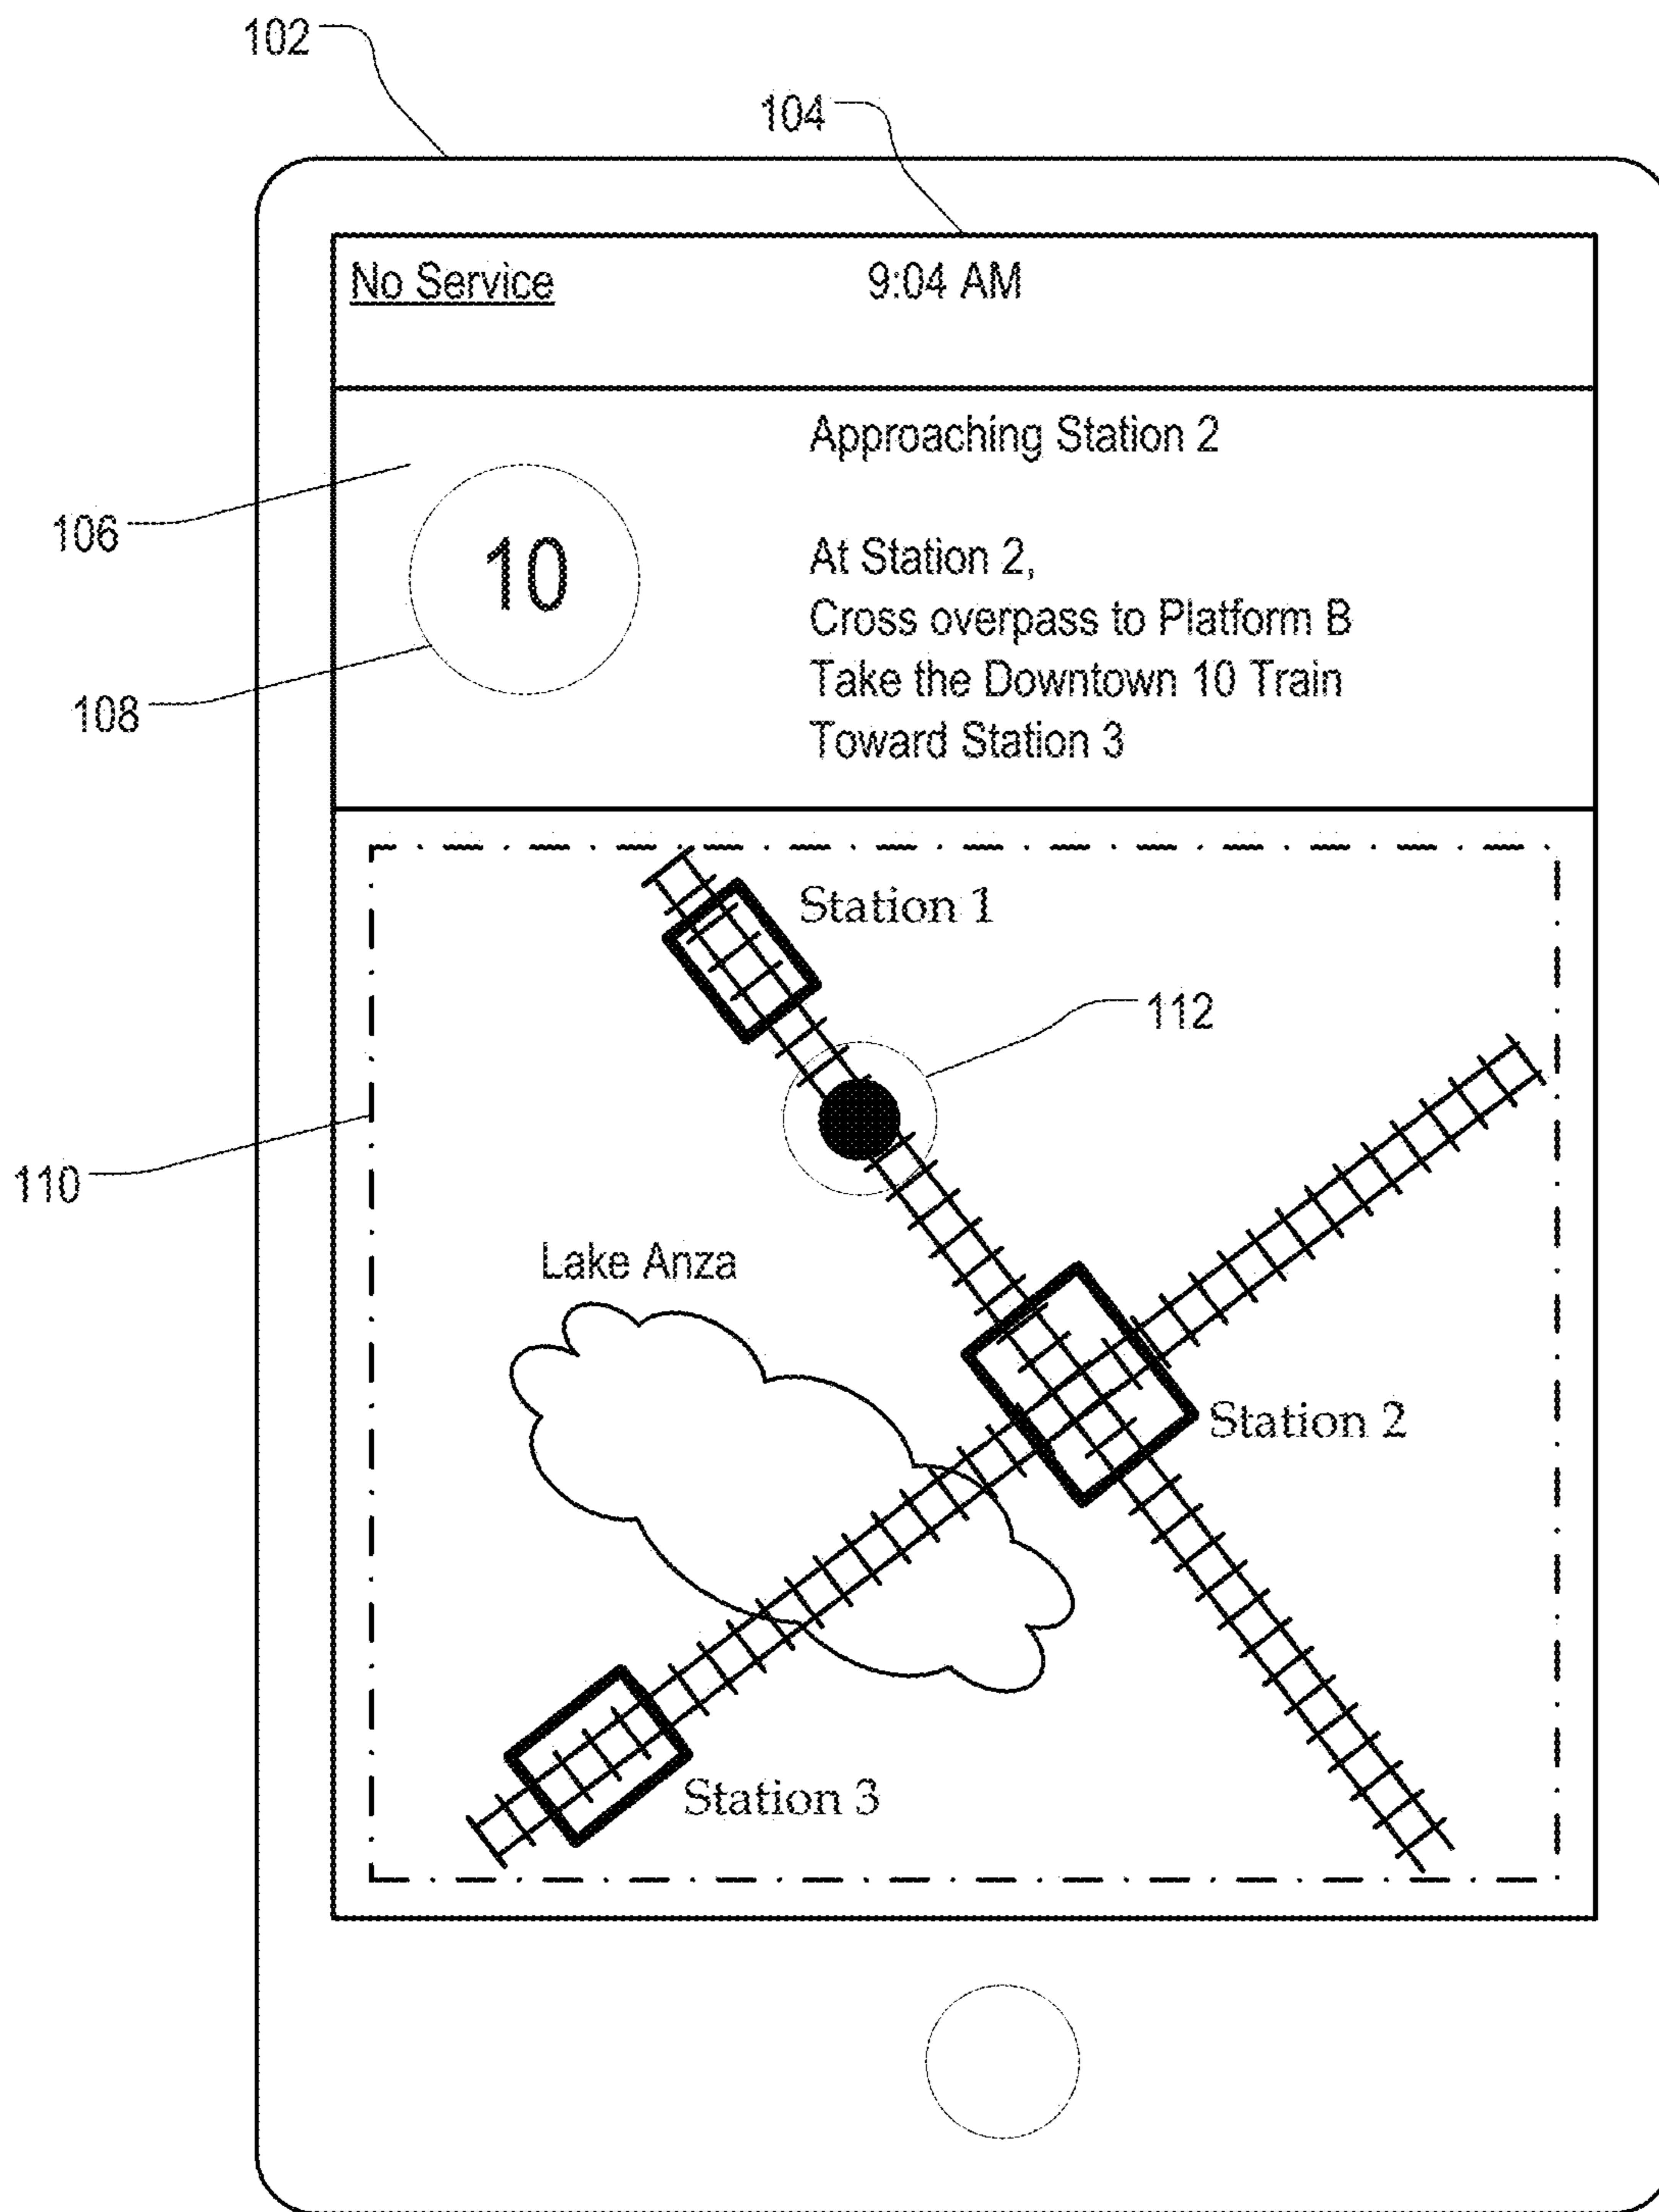 102
104
No Service
9:04 AM
Approaching Station 2
106
10
At Station 2,
Cross overpass to Platform B
Take the Downtown 10 Train
108
Toward Station 3
Station 1
112
110
Lake Anza
Station 2
Station 3